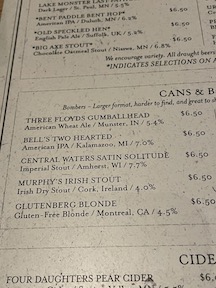 LAKE MONSTER LAST
Dark Lager / St. Paul, MN / 5.5%
*BENT PADDLE BENT HOP*
American IPA / Duluth, MN / 6.2% $6.50
*OLD SPECKLED HEN*
English Pale Ale / Suffolk, UK / 5.2% $6.50
*BIG AXE STOUT*
Chocolate Oatmeal Stout / Nisswa, MN / 6.8% $6.50
We encourage variety. All draught beers
*INDICATES SELECTIONS ON
CANS & B
Bombers – Larger format, harder to find, and great to
THREE FLOYDS GUMBALLHEAD $6.50
American Wheat Ale / Munster, IN / 5.4%
BELL'S TWO HEARTED $6.50
American IPA / Kalamazoo, MI / 7.0%
CENTRAL WATERS SATIN SOLITUDE $6.50
Imperial Stout / Amherst, WI / 7.7%
MURPHY'S IRISH STOUT $6.50
Irish Dry Stout / Cork, Ireland / 4.0%
GLUTENBERG BLONDE $6.50
Gluten-Free Blonde / Montreal, CA / 4.5%
CIDE
FOUR DAUGHTERS PEAR CIDER $6.